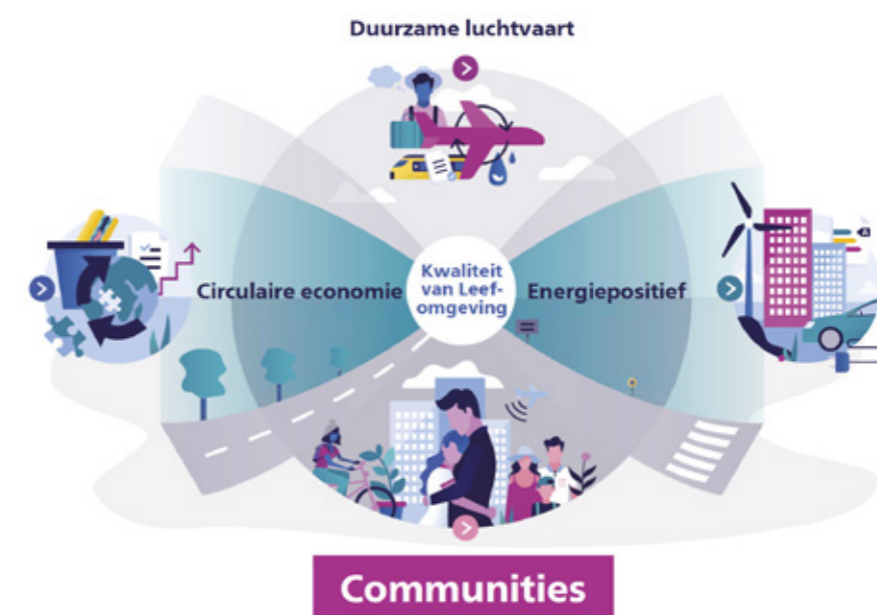 Duurzame luchtvaart
Circulaire economie
Kwaliteit
van Leef-
omgeving
Energiepositief
A
Communities